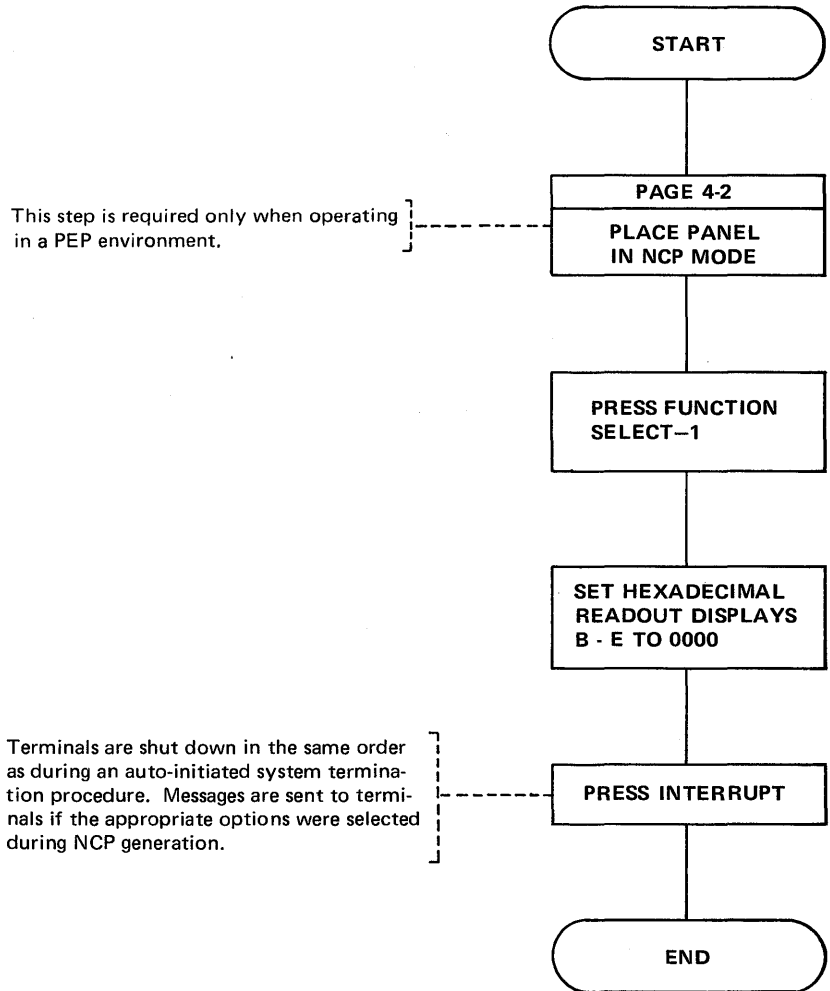 START
This step is required only when operating
in a PEP environment.
PAGE 4-2
PLACE PANEL
IN NCP MODE
PRESS FUNCTION
SELECT—1
SET HEXADECIMAL
READOUT DISPLAYS
B - E TO 0000
Terminals are shut down in the same order
as during an auto-initiated system termina-
tion procedure. Messages are sent to termi-
nals if the appropriate options were selected
during NCP generation.
PRESS INTERRUPT
END